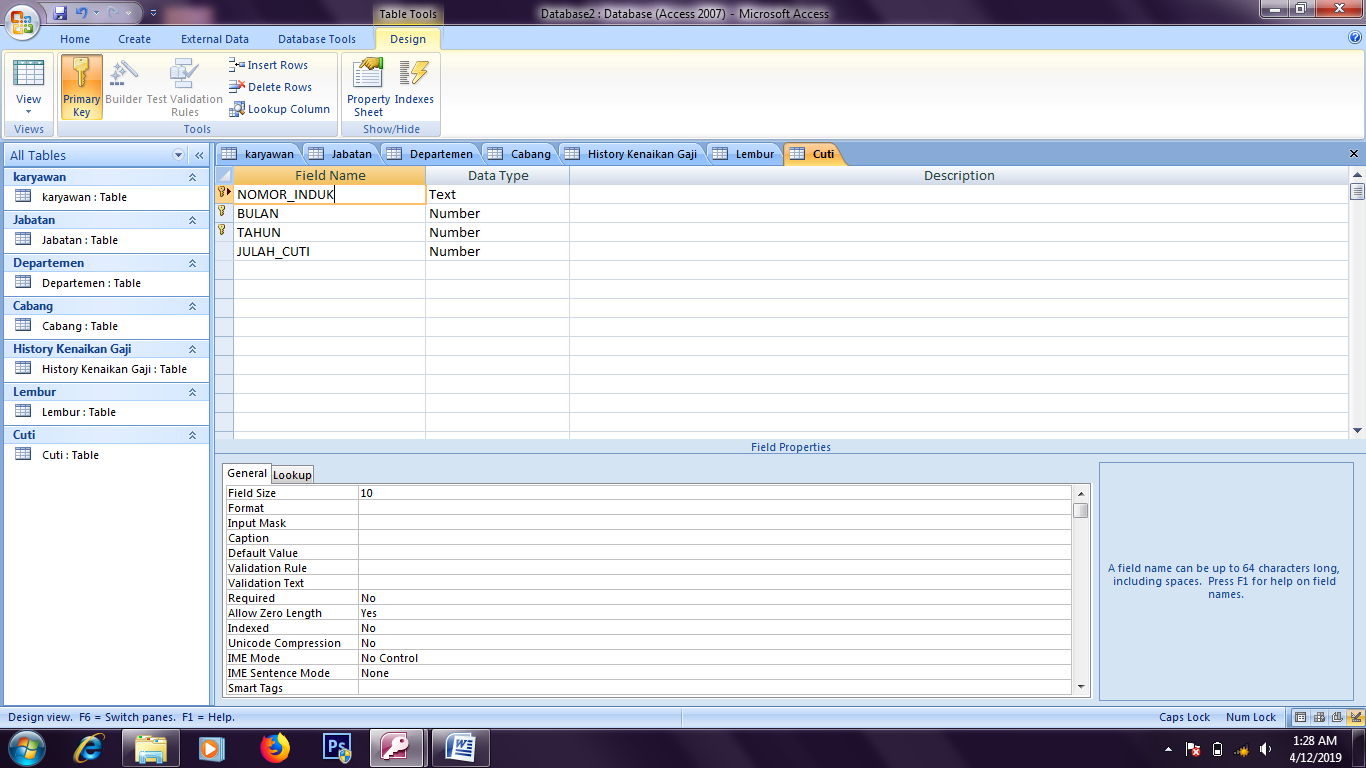 Table Tools
Database2 : Database (Access 2007) - Microsoft Access
Home Create External Data Database Tools Design
View
Primary Key
Builder
Test Validation Rules
Insert Rows
Delete Rows
Lookup Column
Property Sheet
Indexes
Views Tools Show/Hide
All Tables
karyawan
karyawan : Table
Jabatan
Jabatan : Table
Departemen
Departemen : Table
Cabang
Cabang : Table
History Kenaikan Gaji
History Kenaikan Gaji : Table
Lembur
Lembur : Table
Cuti
Cuti : Table
karyawan Jabatan Departemen Cabang History Kenaikan Gaji Lembur Cuti
Field Name Data Type Description
NOMOR_INDUK Text
BULAN Number
TAHUN Number
JULAH_CUTI Number
Field Properties
General Lookup
Field Size 10
Format
Input Mask
Caption
Default Value
Validation Rule
Validation Text
Required No
Allow Zero Length Yes
Indexed No
Unicode Compression No
IME Mode No Control
IME Sentence Mode None
Smart Tags
A field name can be up to 64 characters long,
including spaces. Press F1 for help on field
names.
Design view. F6 = Switch panes. F1 = Help.
Caps Lock Num Lock
Ps
1:28 AM
4/12/2019